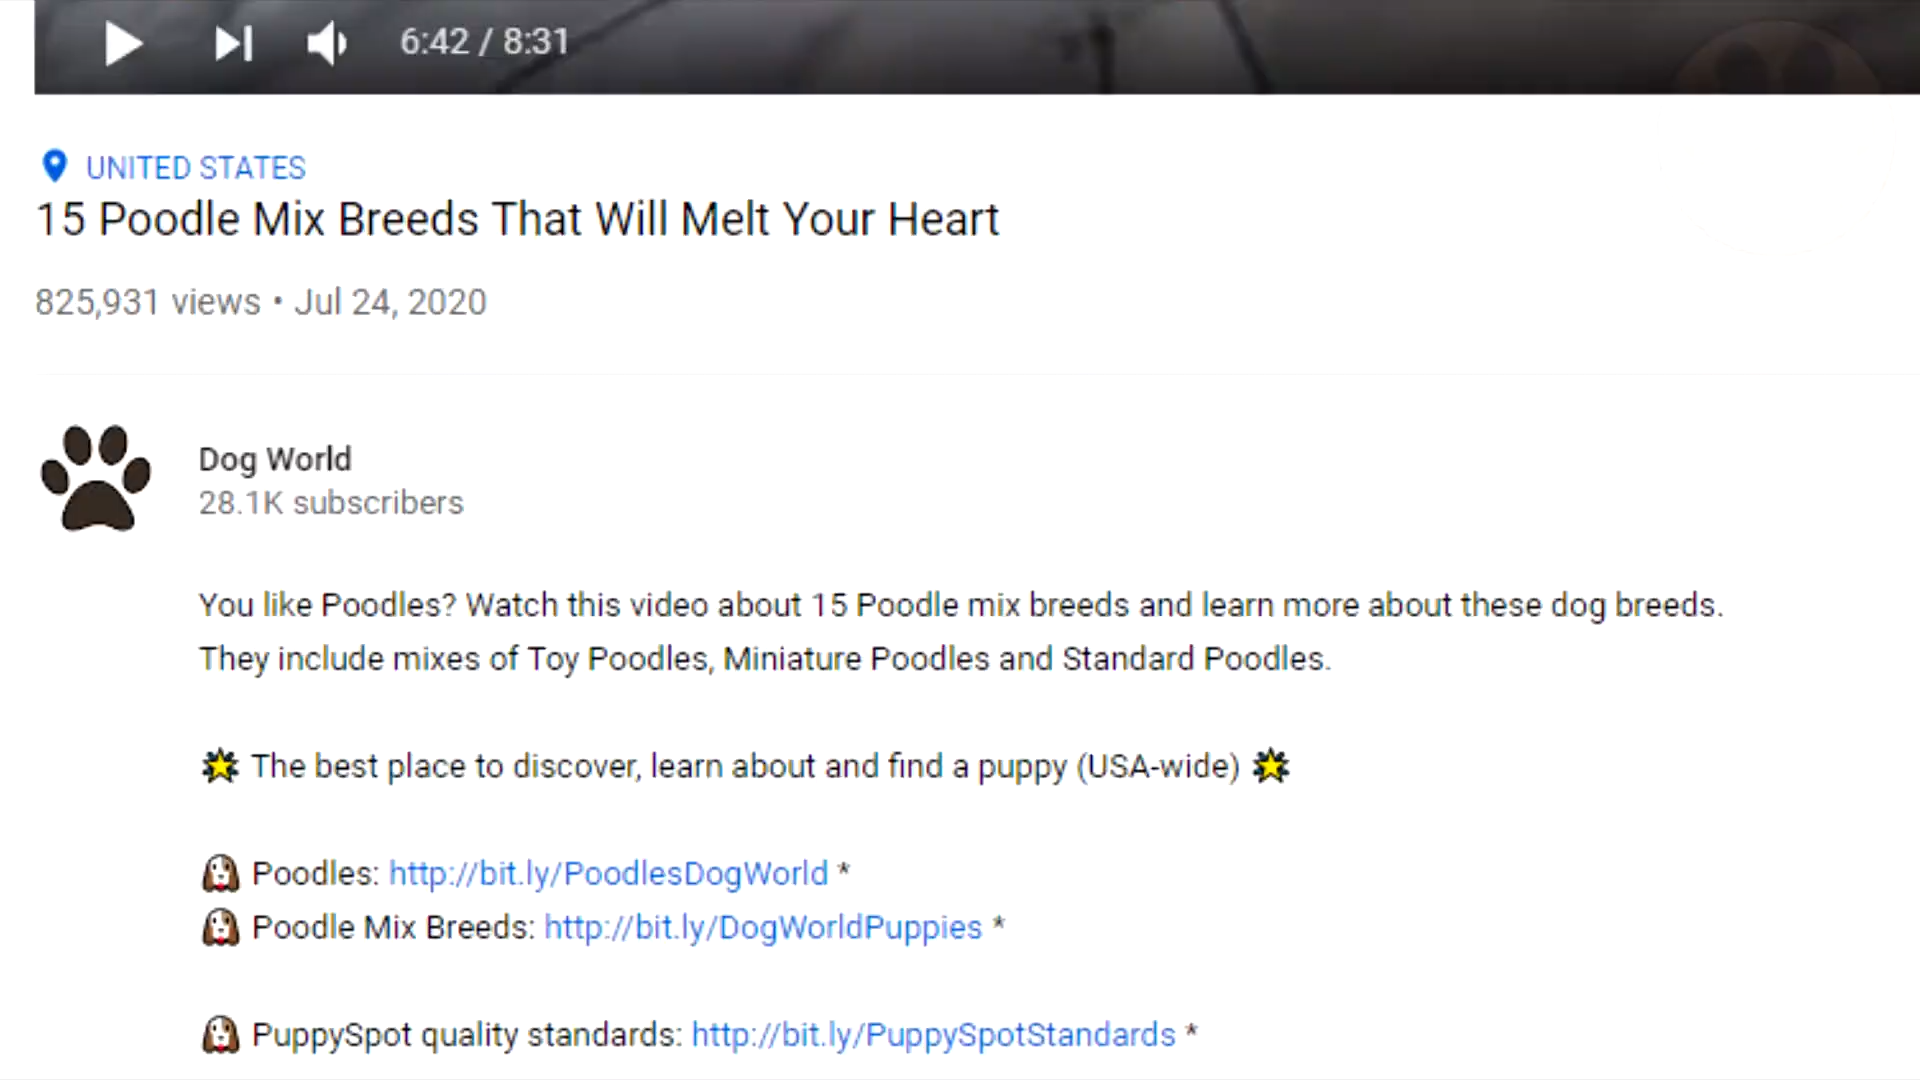 6:42 / 8:31
UNITED STATES
15 Poodle Mix Breeds That Will Melt Your Heart
825,931 views • Jul 24, 2020
Dog World
28.1K subscribers
You like Poodles? Watch this video about 15 Poodle mix breeds and learn more about these dog breeds.
They include mixes of Toy Poodles, Miniature Poodles and Standard Poodles.
🌟 The best place to discover, learn about and find a puppy (USA-wide) 🌟
🐶 Poodles: http://bit.ly/PoodlesDogWorld *
🐶 Poodle Mix Breeds: http://bit.ly/DogWorldPuppies *
🐶 PuppySpot quality standards: http://bit.ly/PuppySpotStandards *